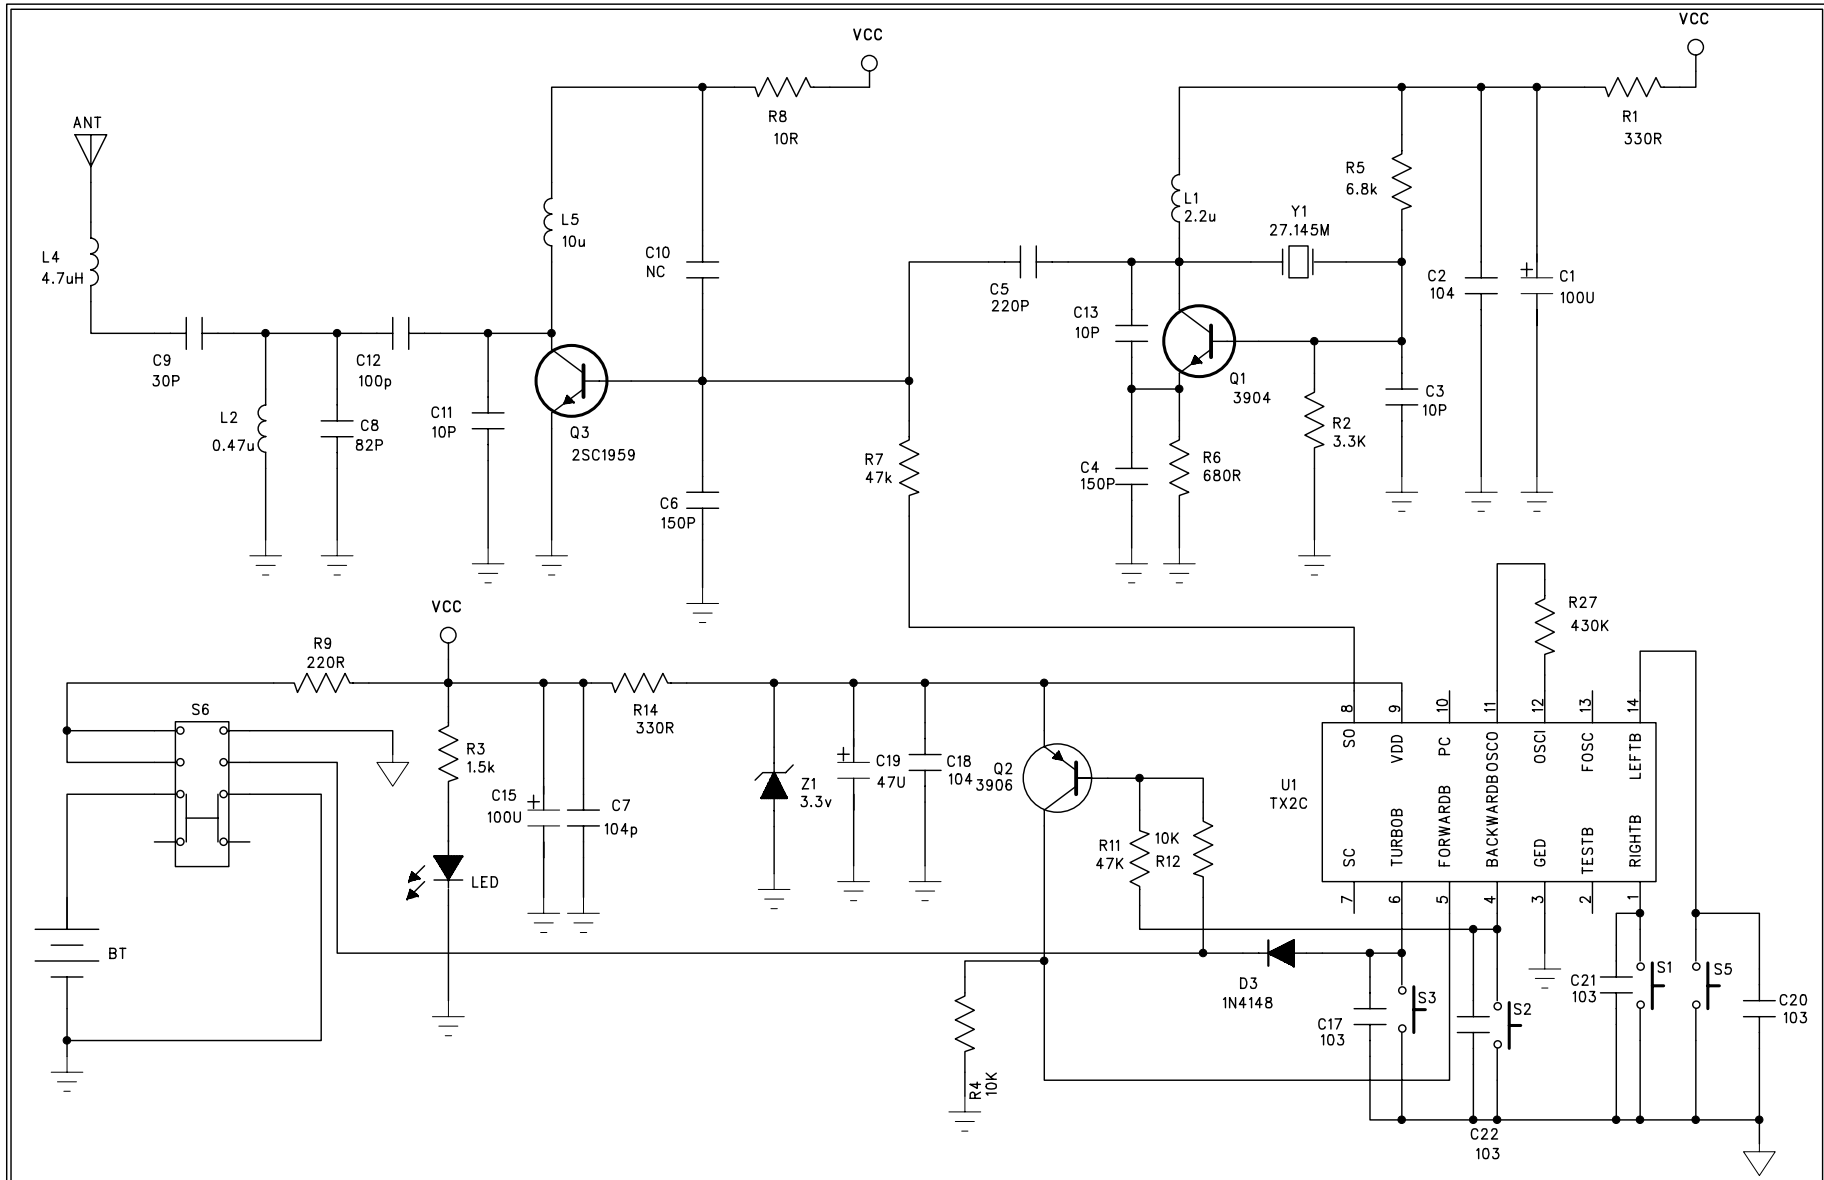 VCC
VCC
R8
10R
R1
330R
ANT
R5
6.8k
L1
2.2u
Y1
27.145M
L5
10u
L4
4.7uH
C10
NC
C5
220P
C2
104
+
C1
100U
C13
10P
C9
30P
C12
100p
Q1
3904
C3
10P
L2
0.47u
C8
82P
C11
10P
Q3
2SC1959
R2
3.3K
R7
47k
C4
150P
R6
680R
C6
150P
VCC
R27
430K
R9
220R
S6
R14
330R
8
9
10
11
12
13
14
R3
1.5k
SO
VDD
PC
BACKWARDBOSCO
OSCI
FOSC
LEFTB
+
C19
47U
C18
104
Q2
3906
Z1
3.3v
U1
TX2C
C15
100U
+
C7
104p
SC
TURBOB
FORWARDB
GED
TESTB
RIGHTB
R11
47K
10K
R12
LED
7
6
5
4
3
2
1
BT
D3
1N4148
C17
103
S3
S2
C21
103
S1
S5
C20
103
R4
10K
C22
103